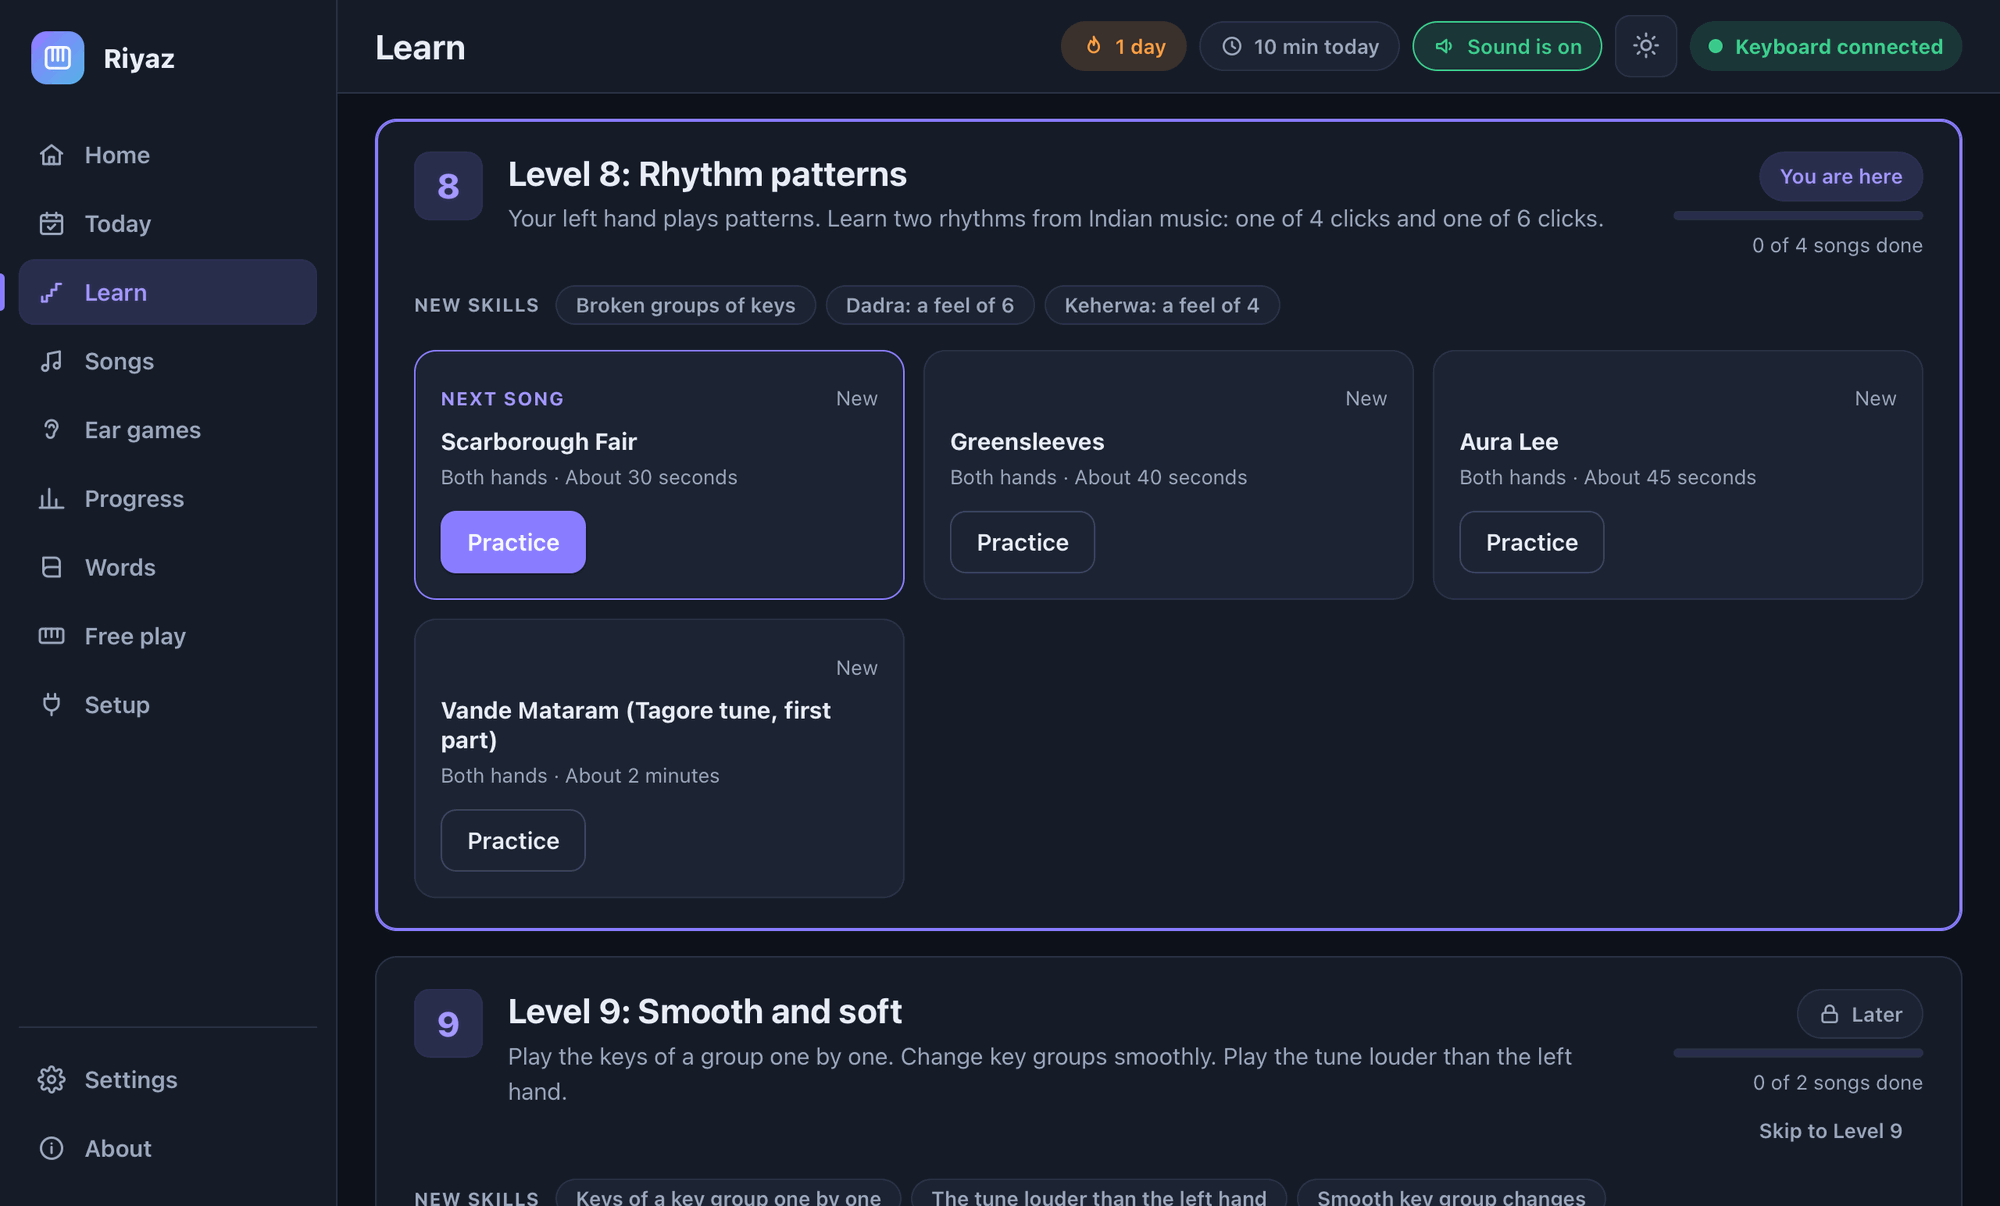 Riyaz
Home
Today
Learn
Songs
Ear games
Progress
Words
Free play
Setup
Settings
About
Learn
1 day
10 min today
Sound is on
Keyboard connected
8
Level 8: Rhythm patterns
Your left hand plays patterns. Learn two rhythms from Indian music: one of 4 clicks and one of 6 clicks.
You are here
0 of 4 songs done
NEW SKILLS
Broken groups of keys
Dadra: a feel of 6
Keherwa: a feel of 4
NEXT SONG
New
Scarborough Fair
Both hands · About 30 seconds
Practice
New
Greensleeves
Both hands · About 40 seconds
Practice
New
Aura Lee
Both hands · About 45 seconds
Practice
New
Vande Mataram (Tagore tune, first
part)
Both hands · About 2 minutes
Practice
9
Level 9: Smooth and soft
Play the keys of a group one by one. Change key groups smoothly. Play the tune louder than the left
hand.
Later
0 of 2 songs done
Skip to Level 9
NEW SKILLS
Keys of a key group one by one
The tune louder than the left hand
Smooth key group changes